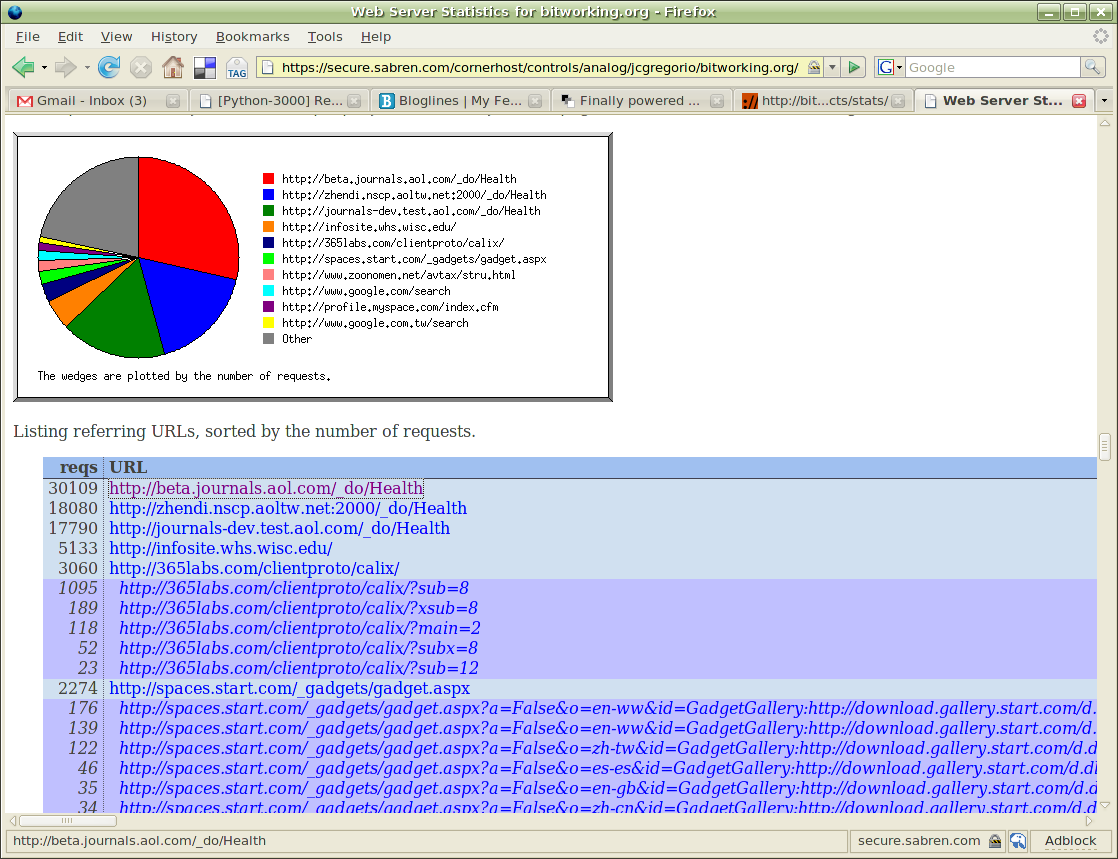 Web Server Statistics for bitworking.org - Firefox
File Edit View History Bookmarks Tools Help
TAG https://secure.sabren.com/cornerhost/controls/analog/jcgregorio/bitworking.org/ G Google
Gmail - Inbox (3) [Python-3000] Re... Bloglines | My Fe... Finally powered ... http://bit...cts/stats/ Web Server St...
http://beta.journals.aol.com/_do/Health
http://zhendi.nscp.aoltw.net:2000/_do/Health
http://journals-dev.test.aol.com/_do/Health
http://infosite.whs.wisc.edu/
http://365labs.com/clientproto/calix/
http://spaces.start.com/_gadgets/gadget.aspx
http://www.zoonomen.net/avtax/stru.html
http://www.google.com/search
http://profile.myspace.com/index.cfm
http://www.google.com.tw/search
Other
The wedges are plotted by the number of requests.
Listing referring URLs, sorted by the number of requests.
reqs URL
30109 http://beta.journals.aol.com/_do/Health
18080 http://zhendi.nscp.aoltw.net:2000/_do/Health
17790 http://journals-dev.test.aol.com/_do/Health
5133 http://infosite.whs.wisc.edu/
3060 http://365labs.com/clientproto/calix/
1095 http://365labs.com/clientproto/calix/?sub=8
189 http://365labs.com/clientproto/calix/?xsub=8
118 http://365labs.com/clientproto/calix/?main=2
52 http://365labs.com/clientproto/calix/?subx=8
23 http://365labs.com/clientproto/calix/?sub=12
2274 http://spaces.start.com/_gadgets/gadget.aspx
176 http://spaces.start.com/_gadgets/gadget.aspx?a=False&o=en-ww&id=GadgetGallery:http://download.gallery.start.com/d.
139 http://spaces.start.com/_gadgets/gadget.aspx?a=False&o=en-ww&id=GadgetGallery:http://download.gallery.start.com/d.
122 http://spaces.start.com/_gadgets/gadget.aspx?a=False&o=zh-tw&id=GadgetGallery:http://download.gallery.start.com/d.d
46 http://spaces.start.com/_gadgets/gadget.aspx?a=False&o=es-es&id=GadgetGallery:http://download.gallery.start.com/d.dl
35 http://spaces.start.com/_gadgets/gadget.aspx?a=False&o=en-gb&id=GadgetGallery:http://download.gallery.start.com/d.d
34 http://spaces.start.com/_gadgets/gadget.aspx?a=False&o=zh-cn&id=GadgetGallery:http://download.gallery.start.com/d.d
http://beta.journals.aol.com/_do/Health secure.sabren.com Adblock